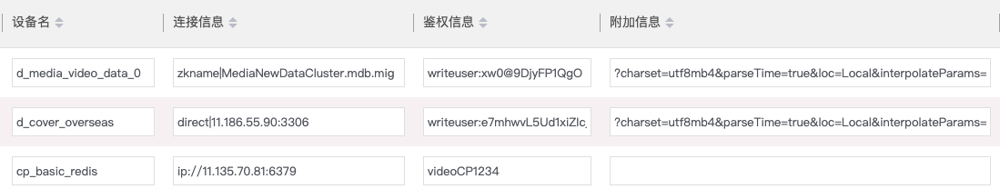 设备名 连接信息 鉴权信息 附加信息
d_media_video_data_0 zkname|MediaNewDataCluster.mdb.mig writeuser:xw0@9DjyFP1QgO ?charset=utf8mb4&parseTime=true&loc=Local&interpolateParams=
d_cover_overseas direct|11.186.55.90:3306 writeuser:e7mhwvL5Ud1xiZlc_ ?charset=utf8mb4&parseTime=true&loc=Local&interpolateParams=
cp_basic_redis ip://11.135.70.81:6379 videoCP1234